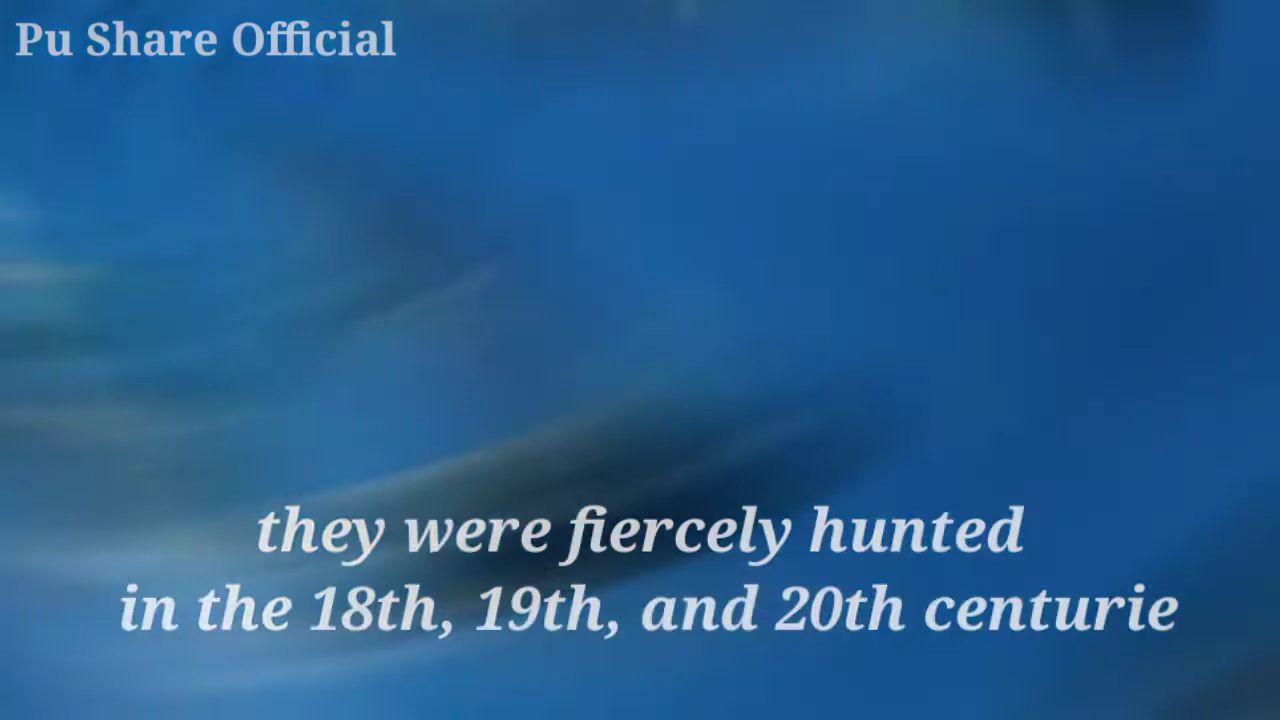 Pu Share Official
they were fiercely hunted
in the 18th, 19th, and 20th centurie